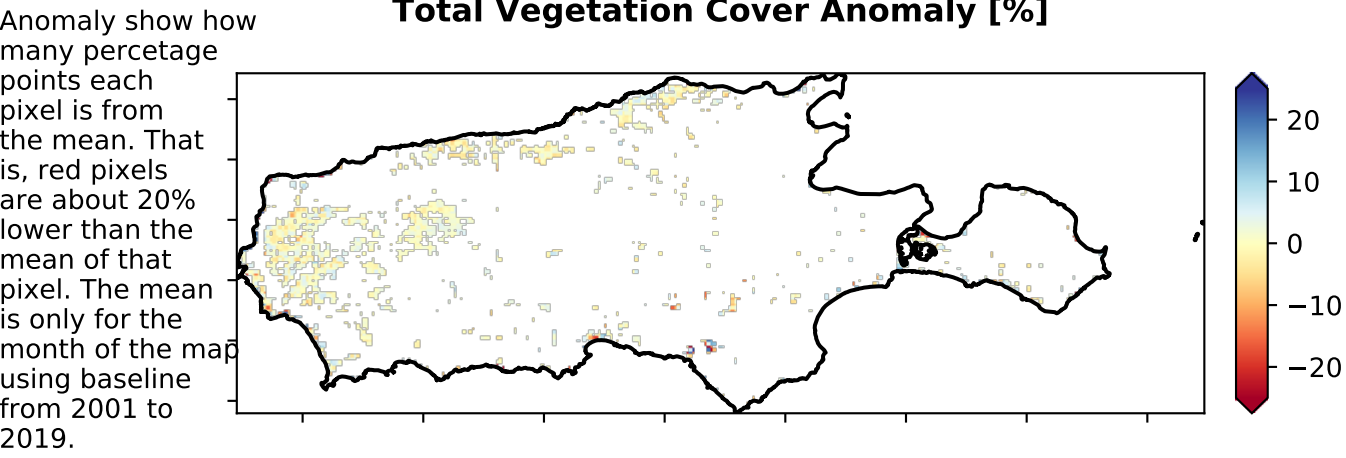 Total Vegetation Cover Anomaly [%]
Anomaly show how
many percetage
points each
pixel is from
the mean. That
is, red pixels
are about 20%
lower than the
mean of that
pixel. The mean
is only for the
month of the map
using baseline
from 2001 to
2019.
20
10
0
−10
−20